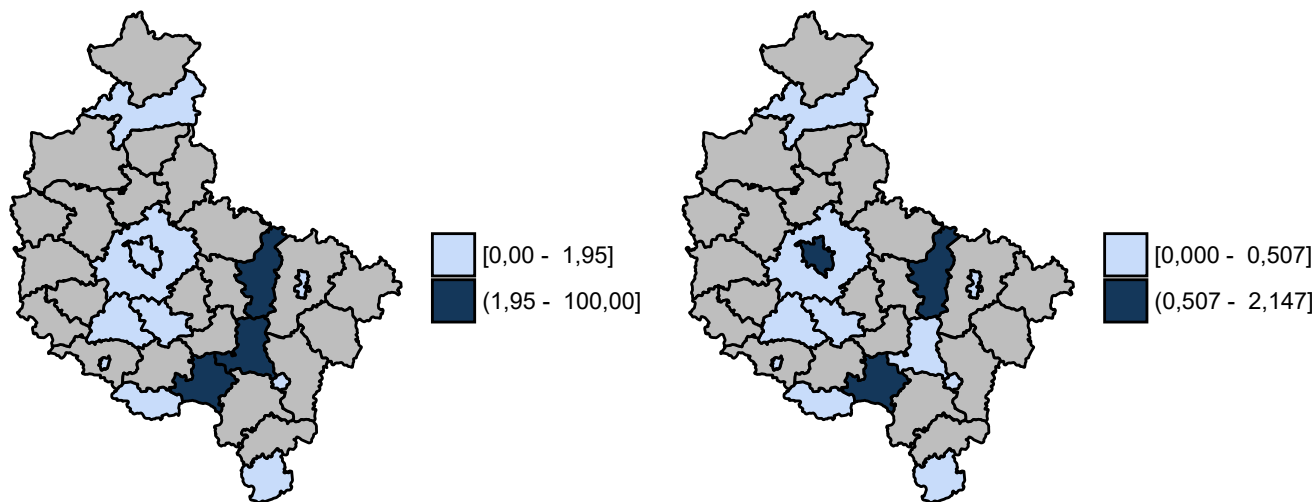 [0,00 - 1,95]
(1,95 - 100,00]
[0,000 - 0,507]
(0,507 - 2,147]